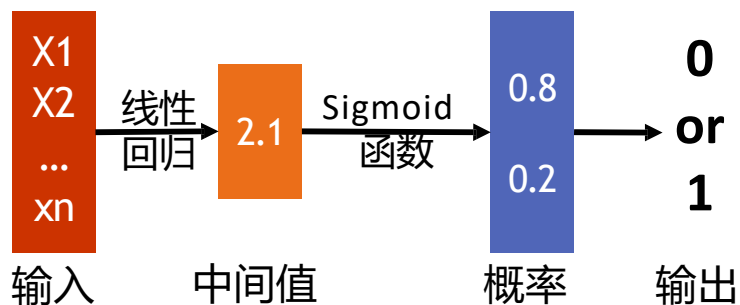 X1
X2
...
xn
线性
回归
2.1
Sigmoid
函数
0.8
0.2
0
or
1
输入
中间值
概率
输出